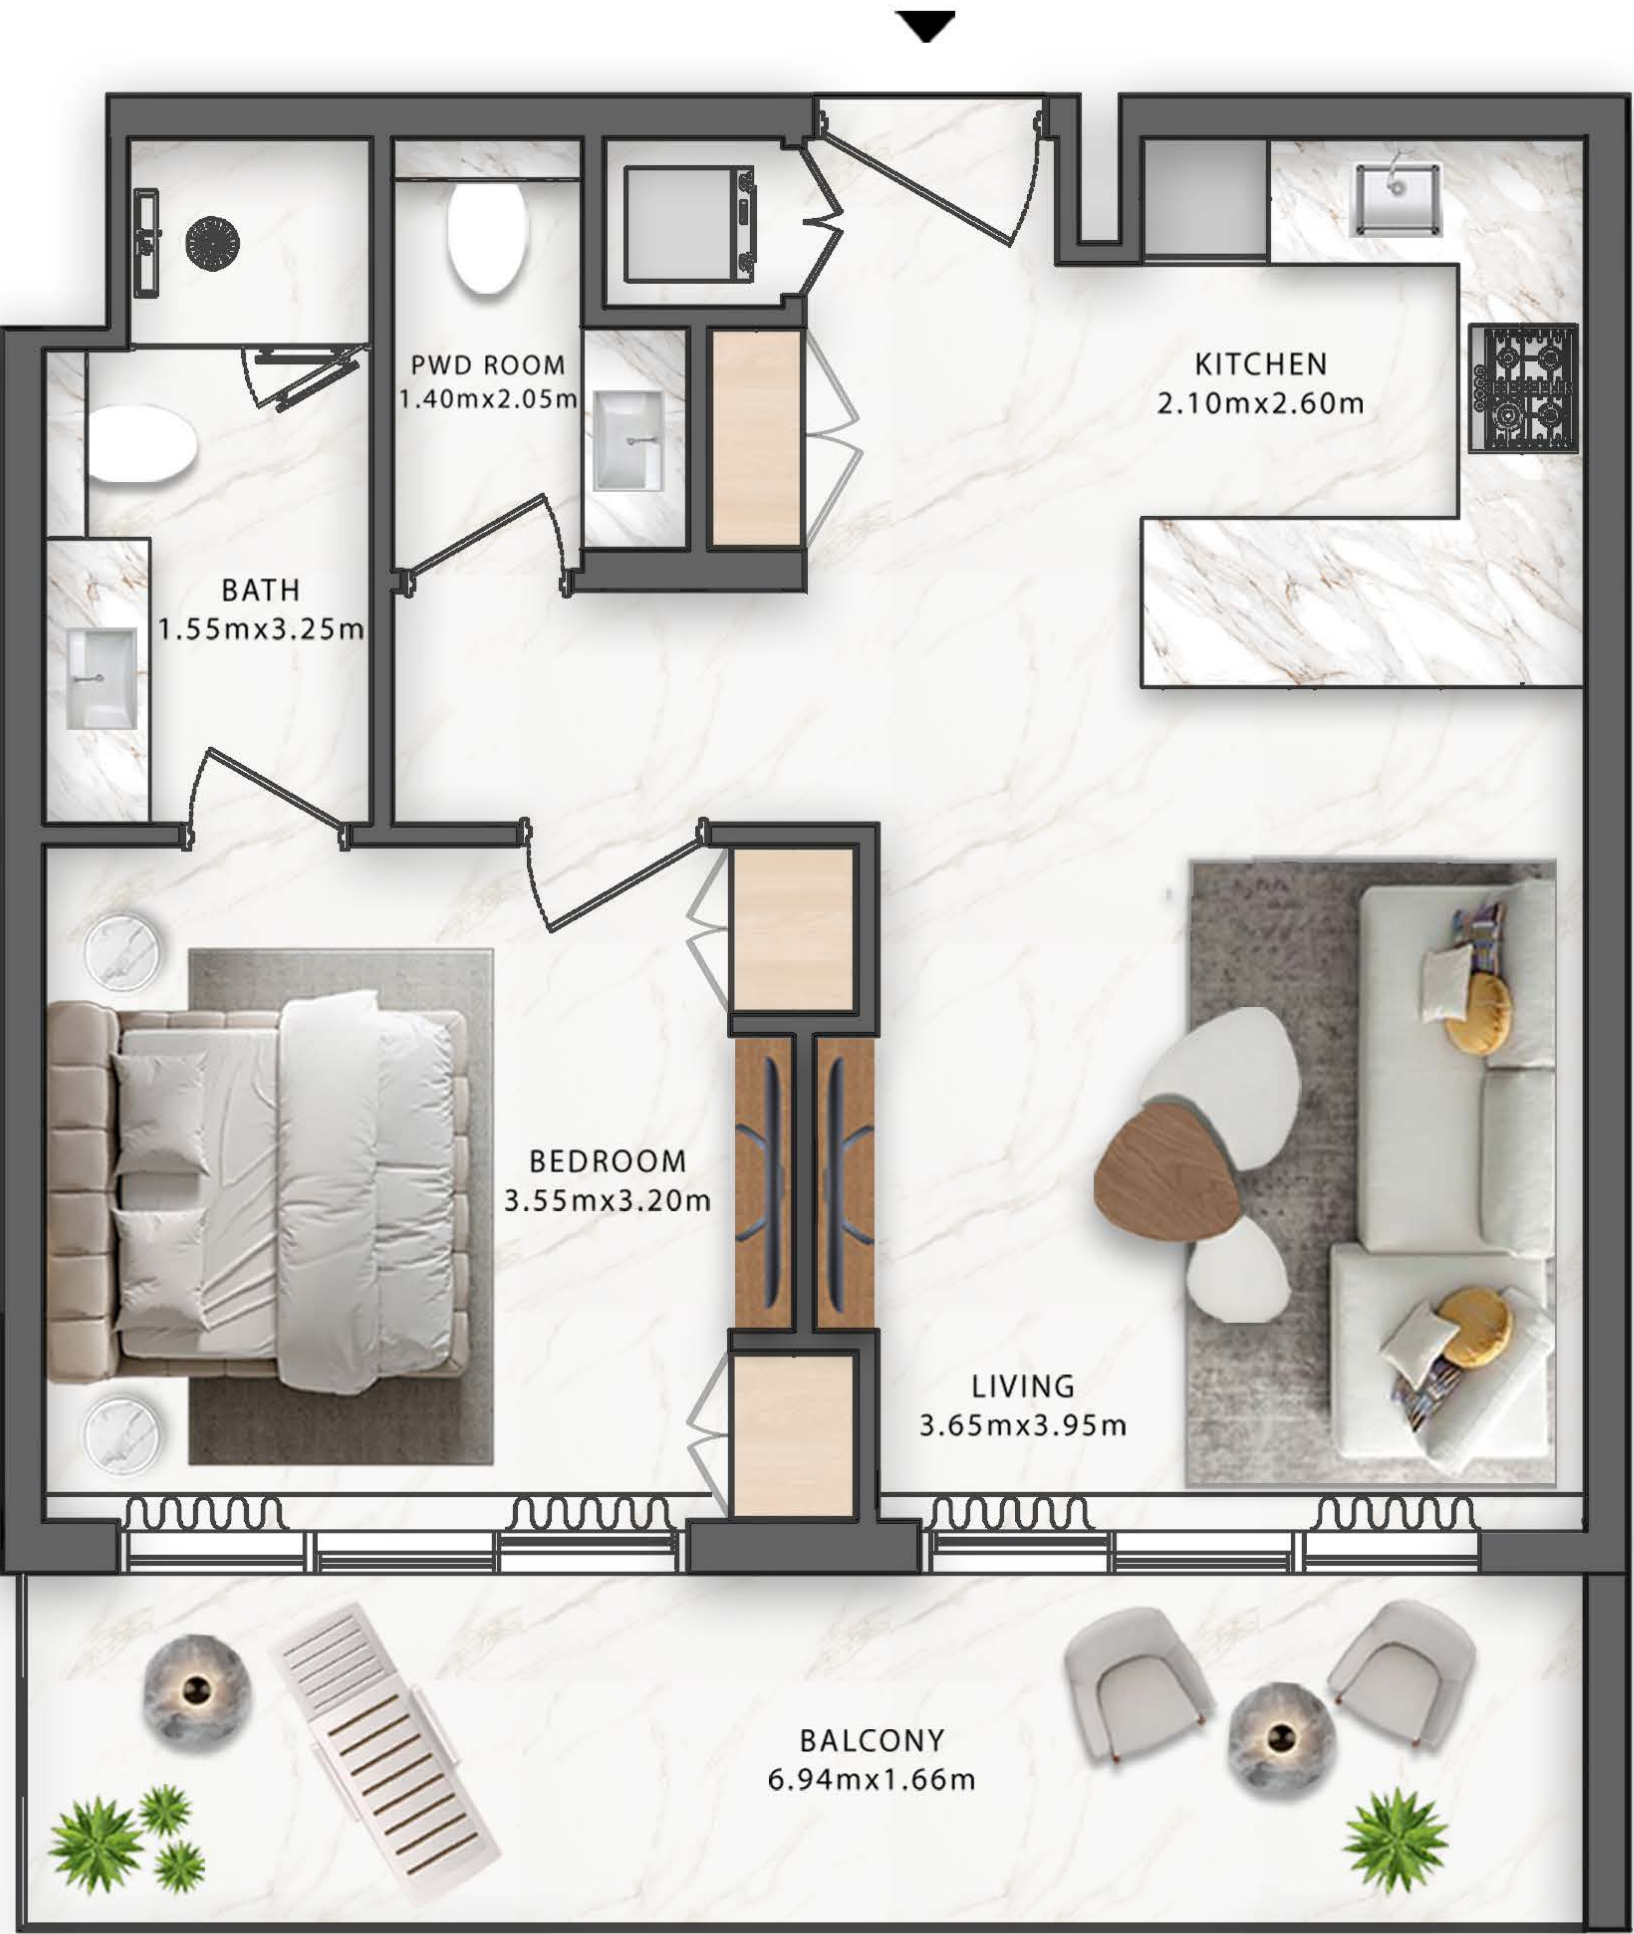 PWD ROOM
1.40mx2.05m
KITCHEN
2.10mx2.60m
BATH
1.55mx3.25m
BEDROOM
3.55mx3.20m
LIVING
3.65mx3.95m
BALCONY
6.94mx1.66m